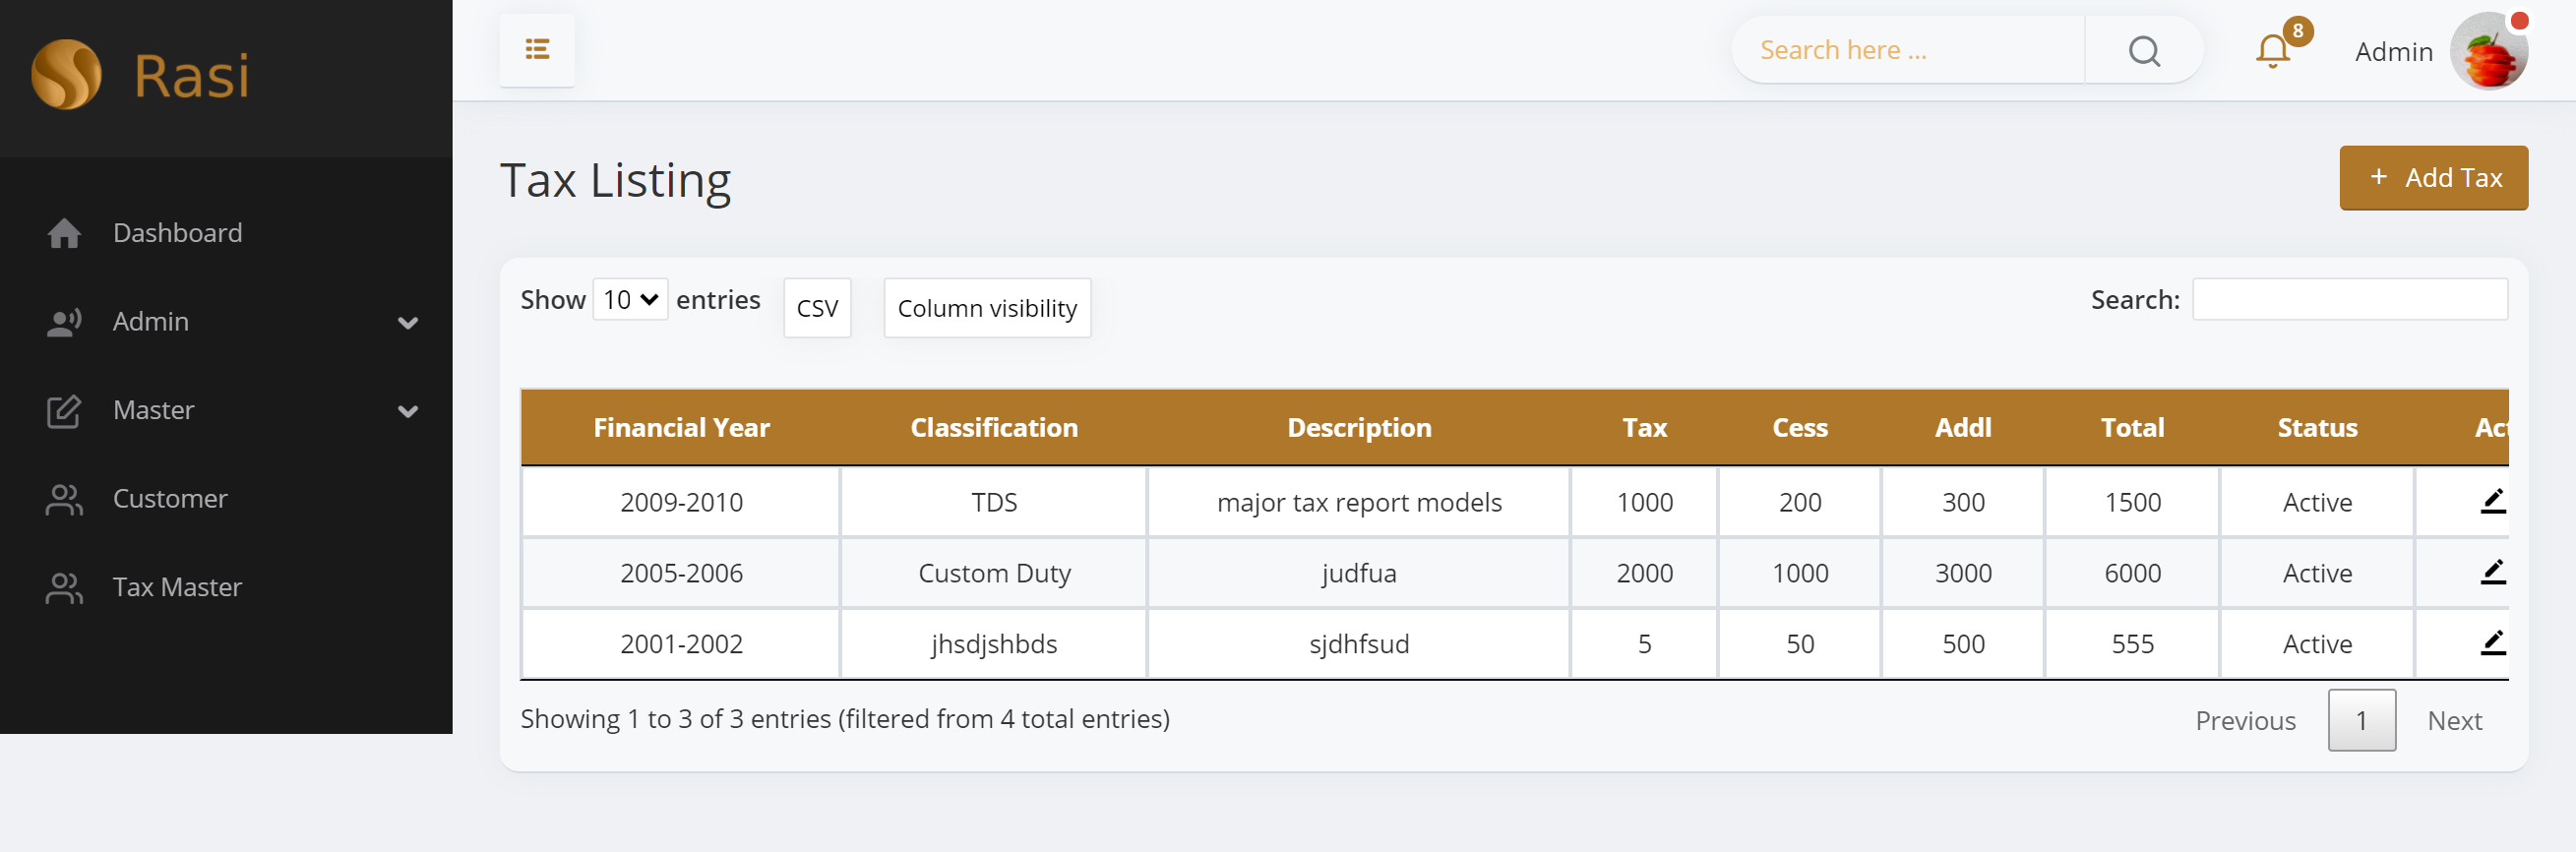 Rasi
Search here ...
8
Admin
Dashboard
Admin
Master
Customer
Tax Master
Tax Listing
+ Add Tax
Show 10 entries CSV Column visibility Search:
Financial Year Classification Description Tax Cess Addl Total Status Act
2009-2010 TDS major tax report models 1000 200 300 1500 Active
2005-2006 Custom Duty judfua 2000 1000 3000 6000 Active
2001-2002 jhsdjshbds sjdhfsud 5 50 500 555 Active
Showing 1 to 3 of 3 entries (filtered from 4 total entries)
Previous 1 Next